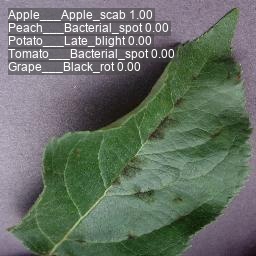 Apple___Apple_scab 1.00
Peach___Bacterial_spot 0.00
Potato___Late_blight 0.00
Tomato___Bacterial_spot 0.00
Grape___Black_rot 0.00